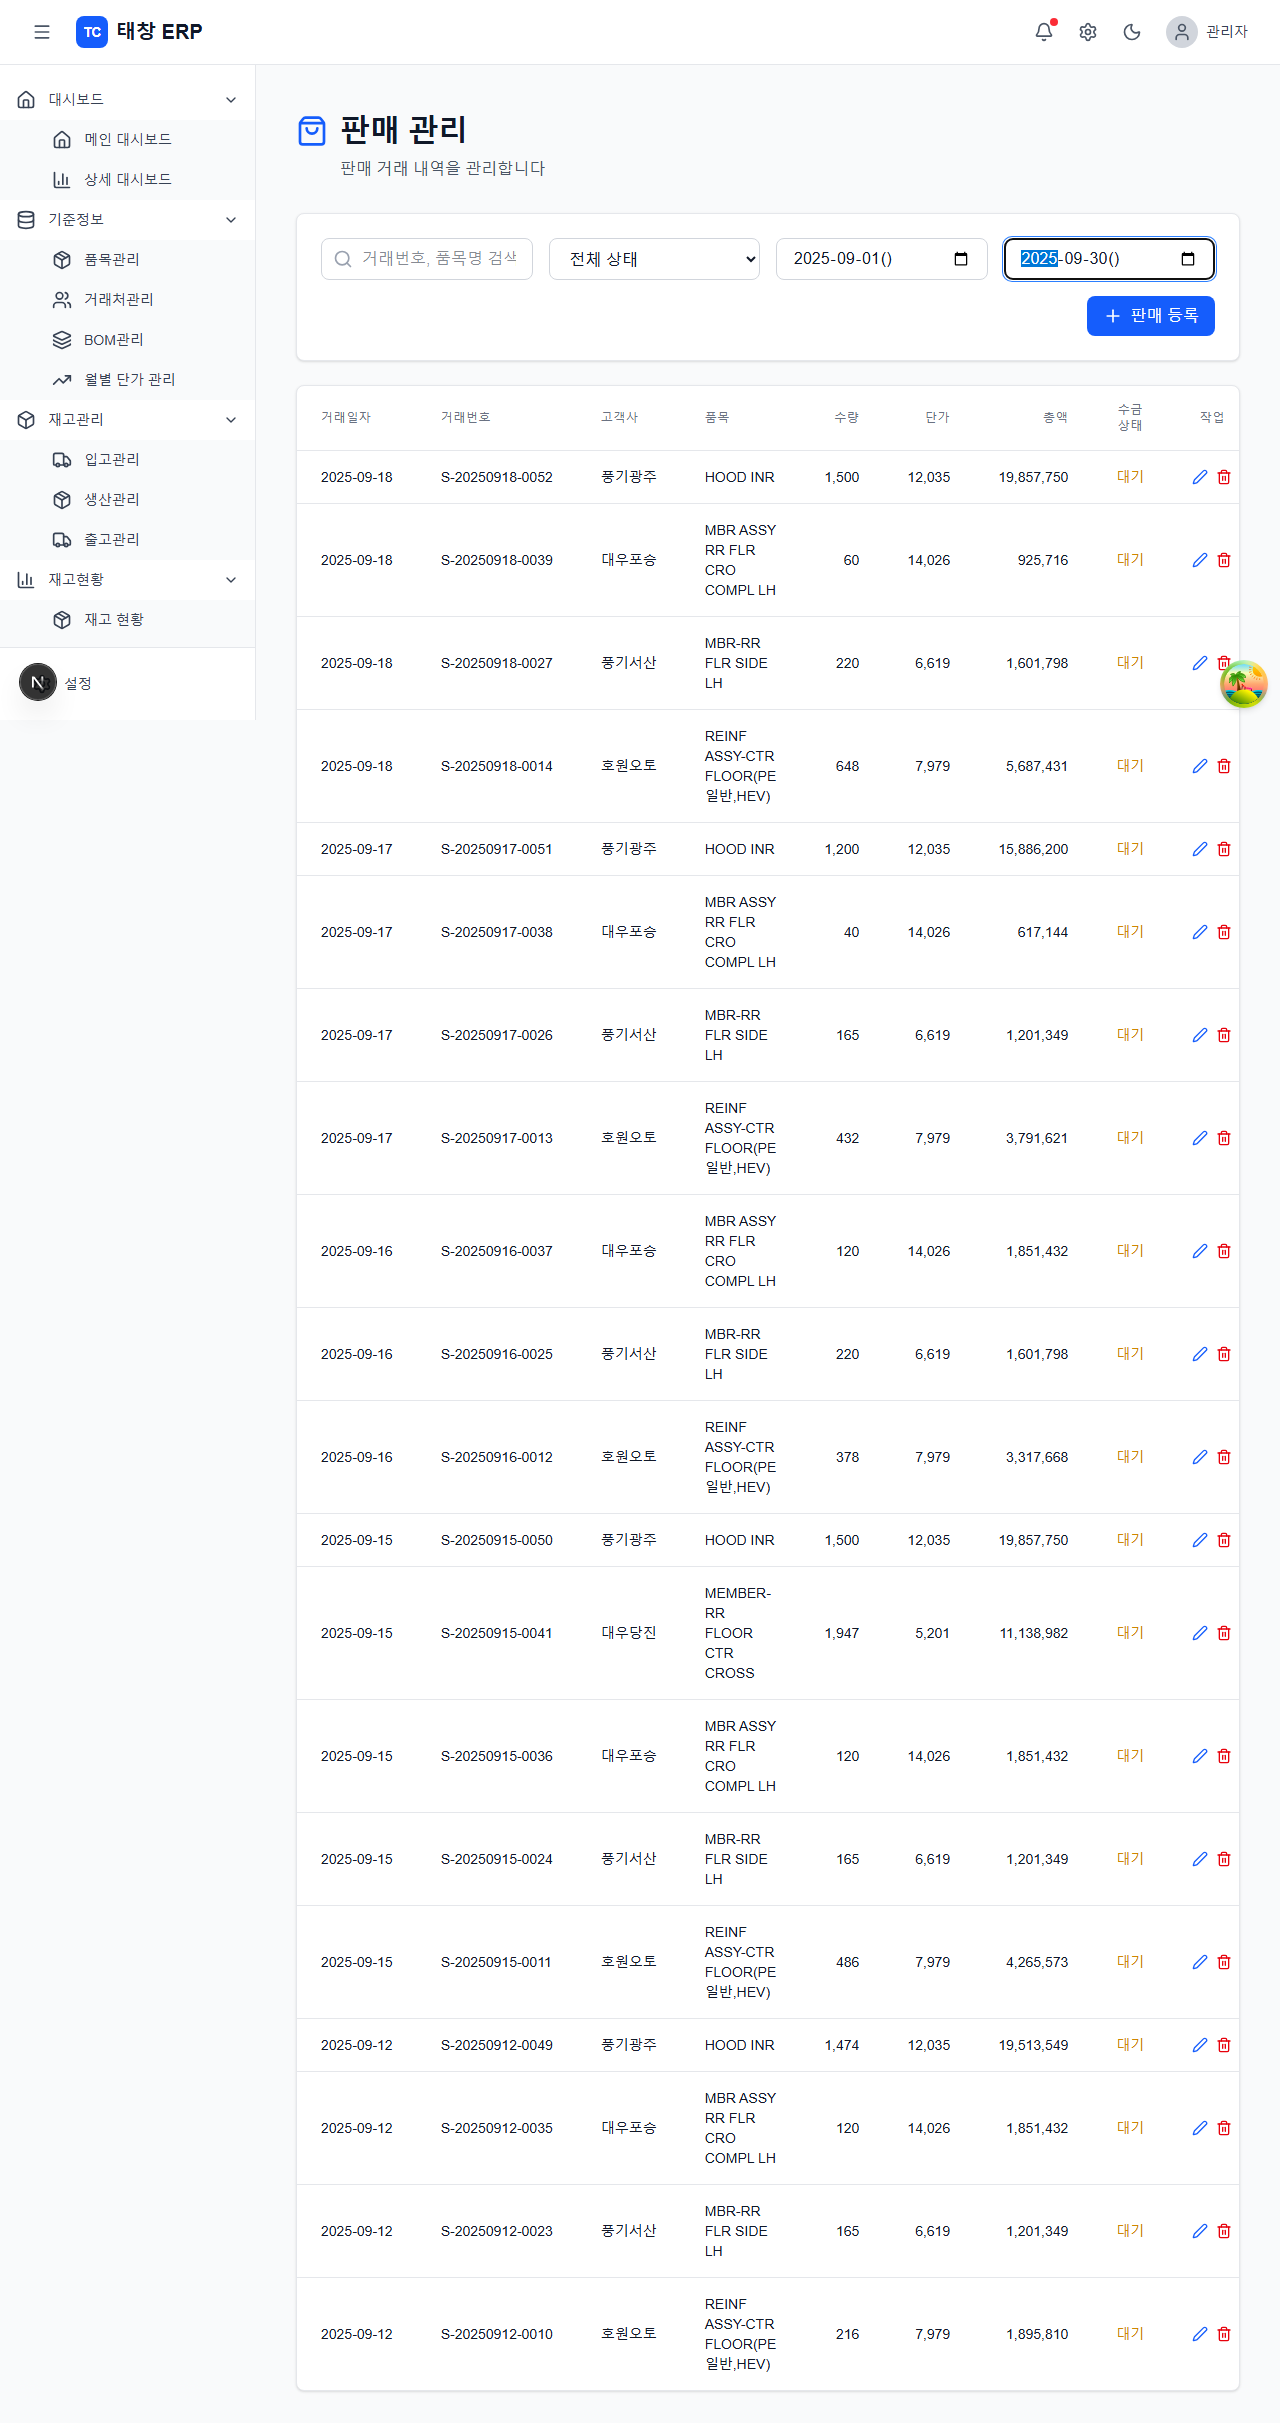 TC 태창 ERP
관리자
대시보드
메인 대시보드
상세 대시보드
기준정보
품목관리
거래처관리
BOM관리
월별 단가 관리
재고관리
입고관리
생산관리
출고관리
재고현황
재고 현황
N 설정
판매 관리
판매 거래 내역을 관리합니다
거래번호, 품목명 검색 전체 상태 2025-09-01() 2025-09-30()
판매 등록
거래일자 거래번호 고객사 품목 수량 단가 총액 수금 상태 작업
2025-09-18 S-20250918-0052 풍기광주 HOOD INR 1,500 12,035 19,857,750 대기
2025-09-18 S-20250918-0039 대우포승 MBR ASSY RR FLR CRO COMPL LH 60 14,026 925,716 대기
2025-09-18 S-20250918-0027 풍기서산 MBR-RR FLR SIDE LH 220 6,619 1,601,798 대기
2025-09-18 S-20250918-0014 호원오토 REINF ASSY-CTR FLOOR(PE 일반,HEV) 648 7,979 5,687,431 대기
2025-09-17 S-20250917-0051 풍기광주 HOOD INR 1,200 12,035 15,886,200 대기
2025-09-17 S-20250917-0038 대우포승 MBR ASSY RR FLR CRO COMPL LH 40 14,026 617,144 대기
2025-09-17 S-20250917-0026 풍기서산 MBR-RR FLR SIDE LH 165 6,619 1,201,349 대기
2025-09-17 S-20250917-0013 호원오토 REINF ASSY-CTR FLOOR(PE 일반,HEV) 432 7,979 3,791,621 대기
2025-09-16 S-20250916-0037 대우포승 MBR ASSY RR FLR CRO COMPL LH 120 14,026 1,851,432 대기
2025-09-16 S-20250916-0025 풍기서산 MBR-RR FLR SIDE LH 220 6,619 1,601,798 대기
2025-09-16 S-20250916-0012 호원오토 REINF ASSY-CTR FLOOR(PE 일반,HEV) 378 7,979 3,317,668 대기
2025-09-15 S-20250915-0050 풍기광주 HOOD INR 1,500 12,035 19,857,750 대기
2025-09-15 S-20250915-0041 대우당진 MEMBER-RR FLOOR CTR CROSS 1,947 5,201 11,138,982 대기
2025-09-15 S-20250915-0036 대우포승 MBR ASSY RR FLR CRO COMPL LH 120 14,026 1,851,432 대기
2025-09-15 S-20250915-0024 풍기서산 MBR-RR FLR SIDE LH 165 6,619 1,201,349 대기
2025-09-15 S-20250915-0011 호원오토 REINF ASSY-CTR FLOOR(PE 일반,HEV) 486 7,979 4,265,573 대기
2025-09-12 S-20250912-0049 풍기광주 HOOD INR 1,474 12,035 19,513,549 대기
2025-09-12 S-20250912-0035 대우포승 MBR ASSY RR FLR CRO COMPL LH 120 14,026 1,851,432 대기
2025-09-12 S-20250912-0023 풍기서산 MBR-RR FLR SIDE LH 165 6,619 1,201,349 대기
2025-09-12 S-20250912-0010 호원오토 REINF ASSY-CTR FLOOR(PE 일반,HEV) 216 7,979 1,895,810 대기